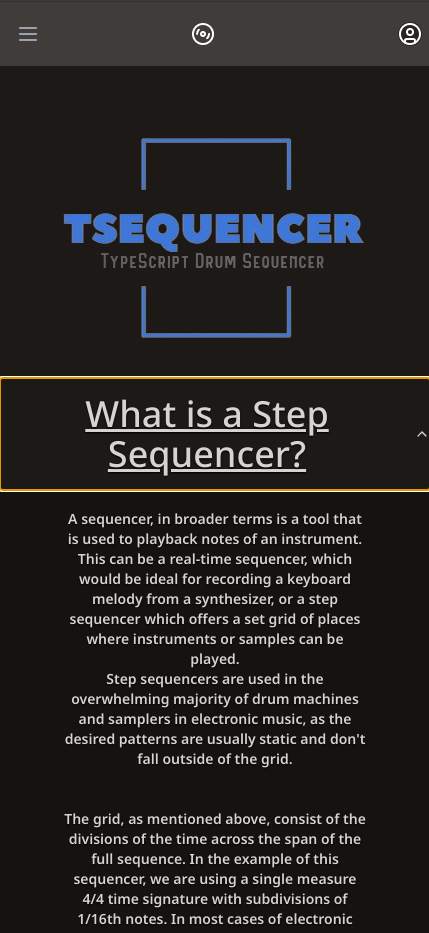 TSEQUENCER
TypeScript Drum Sequencer
What is a Step
Sequencer?
A sequencer, in broader terms is a tool that
is used to playback notes of an instrument.
This can be a real-time sequencer, which
would be ideal for recording a keyboard
melody from a synthesizer, or a step
sequencer which offers a set grid of places
where instruments or samples can be
played.
Step sequencers are used in the
overwhelming majority of drum machines
and samplers in electronic music, as the
desired patterns are usually static and don't
fall outside of the grid.
The grid, as mentioned above, consist of the
divisions of the time across the span of the
full sequence. In the example of this
sequencer, we are using a single measure
4/4 time signature with subdivisions of
1/16th notes. In most cases of electronic